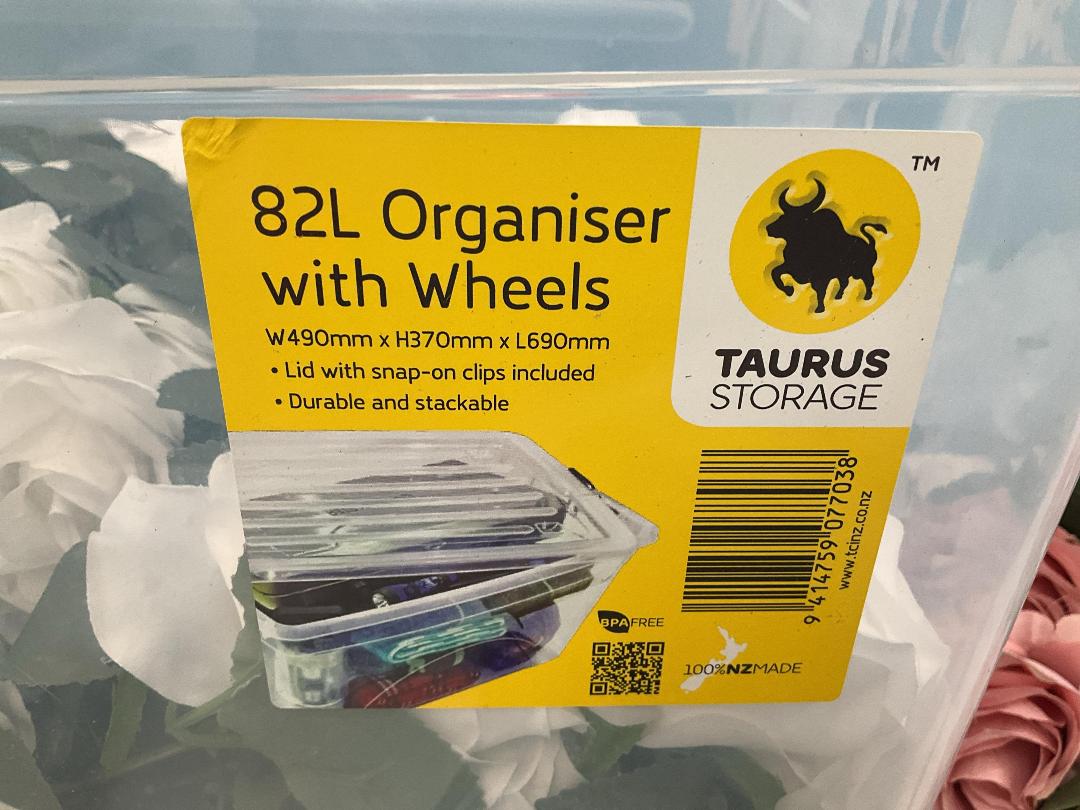 82L Organiser
with Wheels
W490mm x H370mm x L690mm
• Lid with snap-on clips included
• Durable and stackable
TM
TAURUS
STORAGE
9 414759 077038
www.tcinz.co.nz
BPA FREE
100%NZMADE